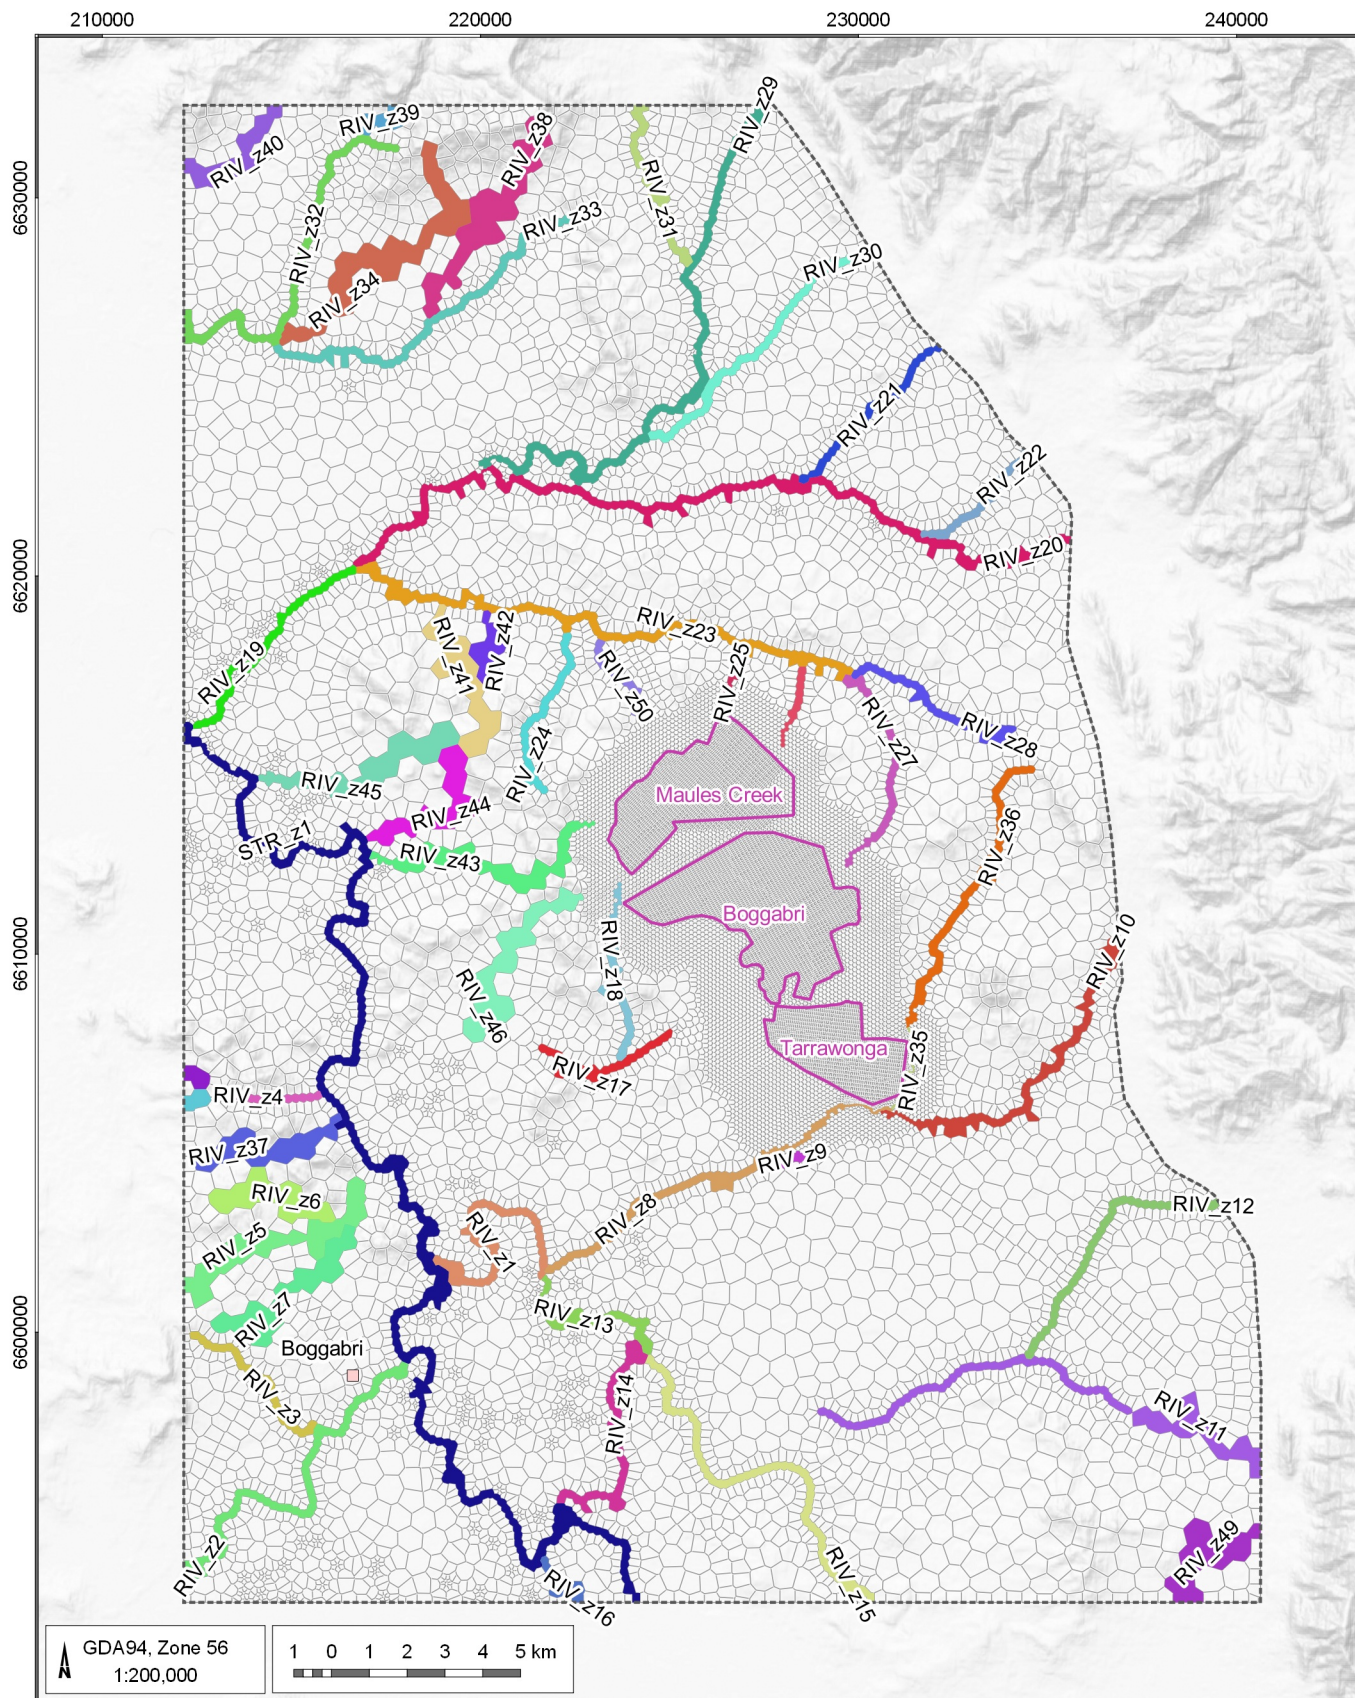 210000
220000
230000
240000
6630000
6620000
6610000
6600000
RIV_z29
RIV_z39
RIV_z38
RIV_z40
RIV_z31
RIV_z32
RIV_z33
RIV_z30
RIV_z34
RIV_z21
RIV_z22
RIV_z20
RIV_z23
RIV_z42
RIV_z41
RIV_z19
RIV_z25
RIV_z50
RIV_z27
RIV_z28
RIV_z24
RIV_z45
Maules Creek
RIV_z44
STR_z1
RIV_z43
RIV_z36
Boggabri
RIV_z10
RIV_z18
RIV_z46
Tarrawonga
RIV_z35
RIV_z17
RIV_z4
RIV_z37
RIV_z9
RIV_z6
RIV_z12
RIV_z5
RIV_z8
RIV_z1
RIV_z7
RIV_z13
Boggabri
RIV_z3
RIV_z14
RIV_z11
RIV_z2
RIV_z49
RIV_z16
RIV_z15
GDA94, Zone 56
1:200,000
N
1 0 1 2 3 4 5 km